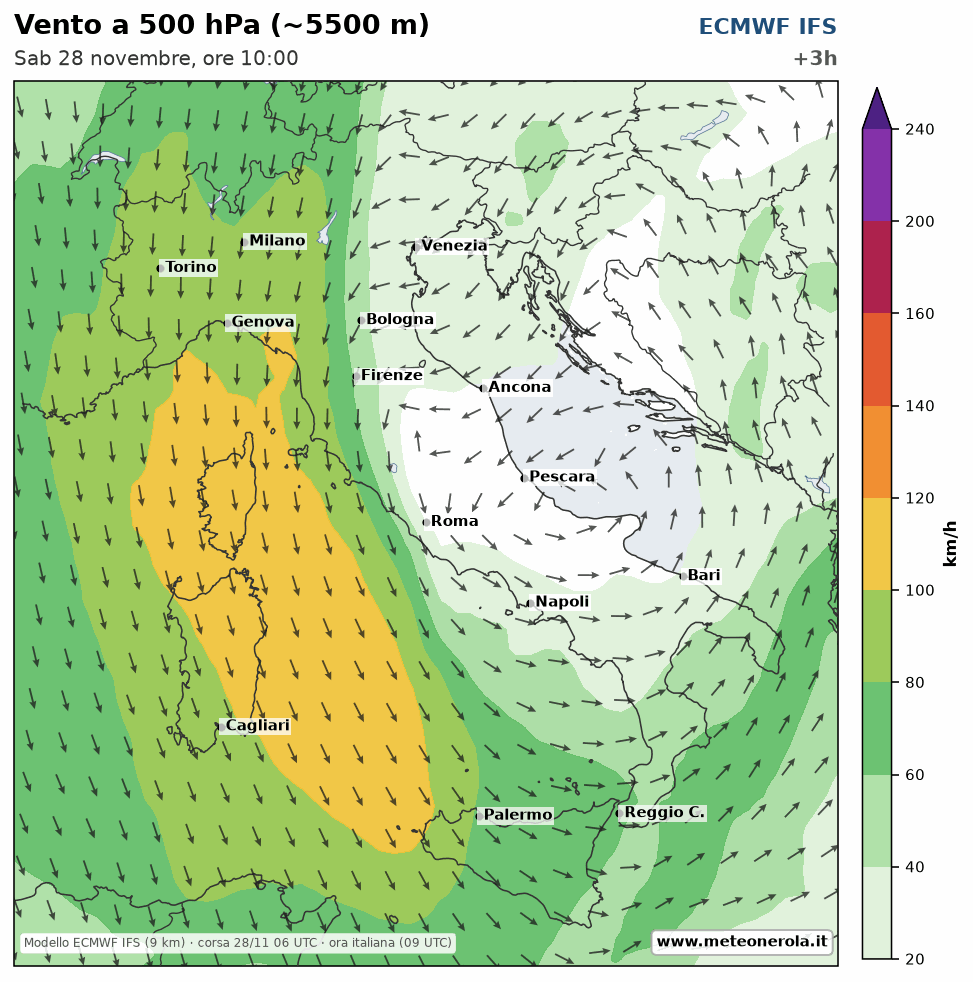 Vento a 500 hPa (~5500 m)
ECMWF IFS
Sab 28 novembre, ore 10:00
+3h
Milano
Venezia
Torino
Genova
Bologna
Firenze
Ancona
Pescara
Roma
Bari
Napoli
Cagliari
Palermo
Reggio C.
240
220
200
160
140
120
100
80
60
40
20
km/h
Modello ECMWF IFS (9 km) · corsa 28/11 06 UTC · ora italiana (09 UTC)
www.meteonerola.it